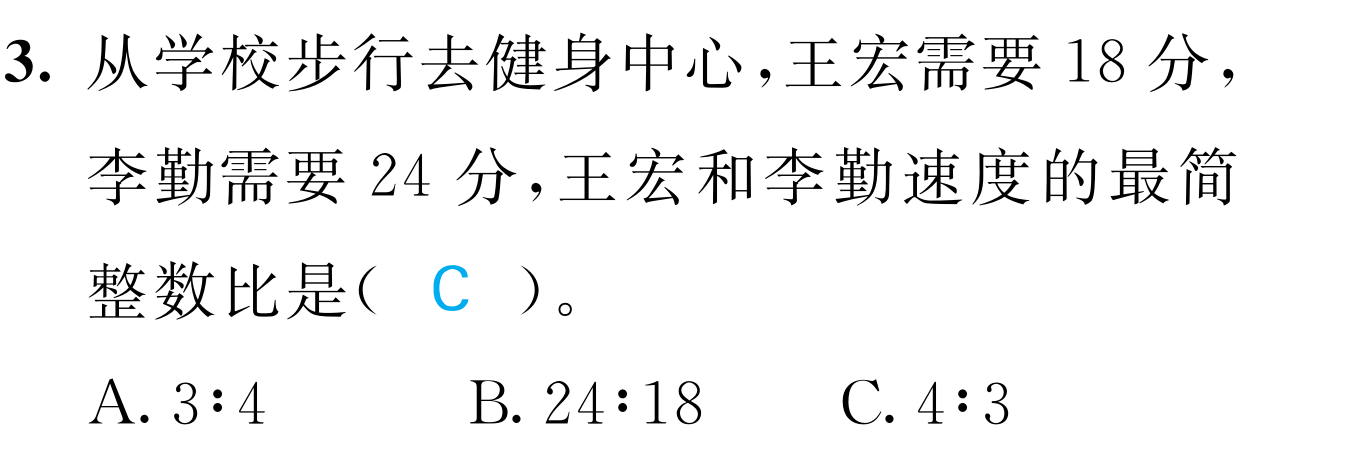 3. 从学校步行去健身中心,王宏需要 18 分,
李勤需要 24 分,王宏和李勤速度的最简
整数比是( C )。
A. 3∶4 B. 24∶18 C. 4∶3